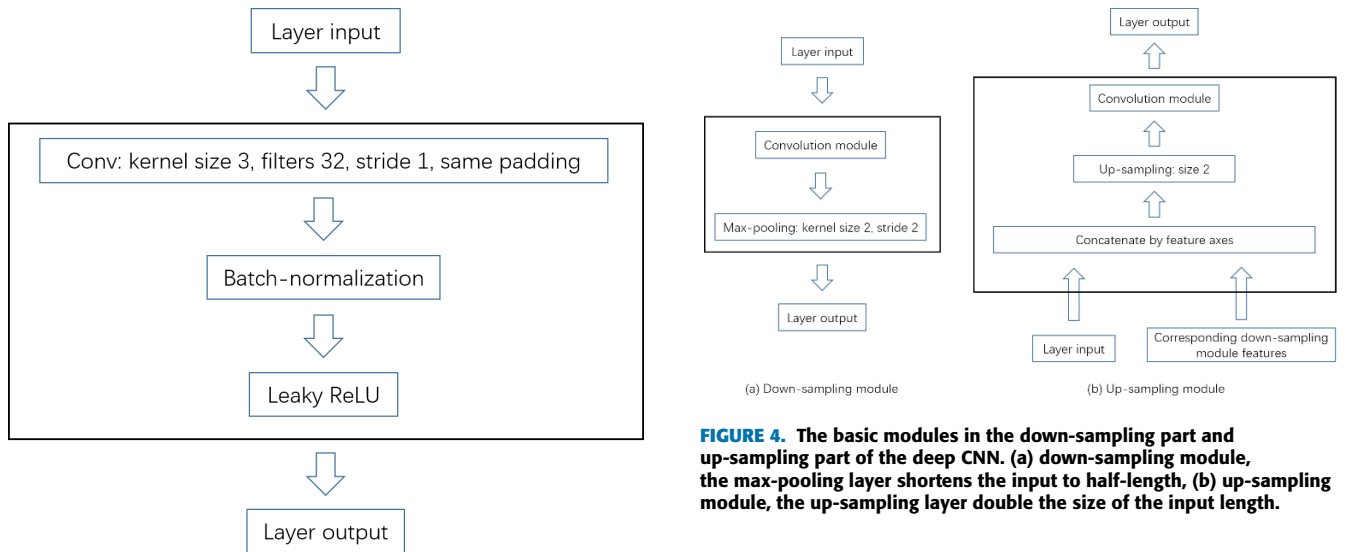 Layer input
Conv: kernel size 3, filters 32, stride 1, same padding
Batch-normalization
Leaky ReLU
Layer output
Layer input
Convolution module
Max-pooling: kernel size 2, stride 2
Layer output
(a) Down-sampling module
Layer output
Convolution module
Up-sampling: size 2
Concatenate by feature axes
Layer input
Corresponding down-sampling
module features
(b) Up-sampling module
FIGURE 4. The basic modules in the down-sampling part and
up-sampling part of the deep CNN. (a) down-sampling module,
the max-pooling layer shortens the input to half-length, (b) up-sampling
module, the up-sampling layer double the size of the input length.